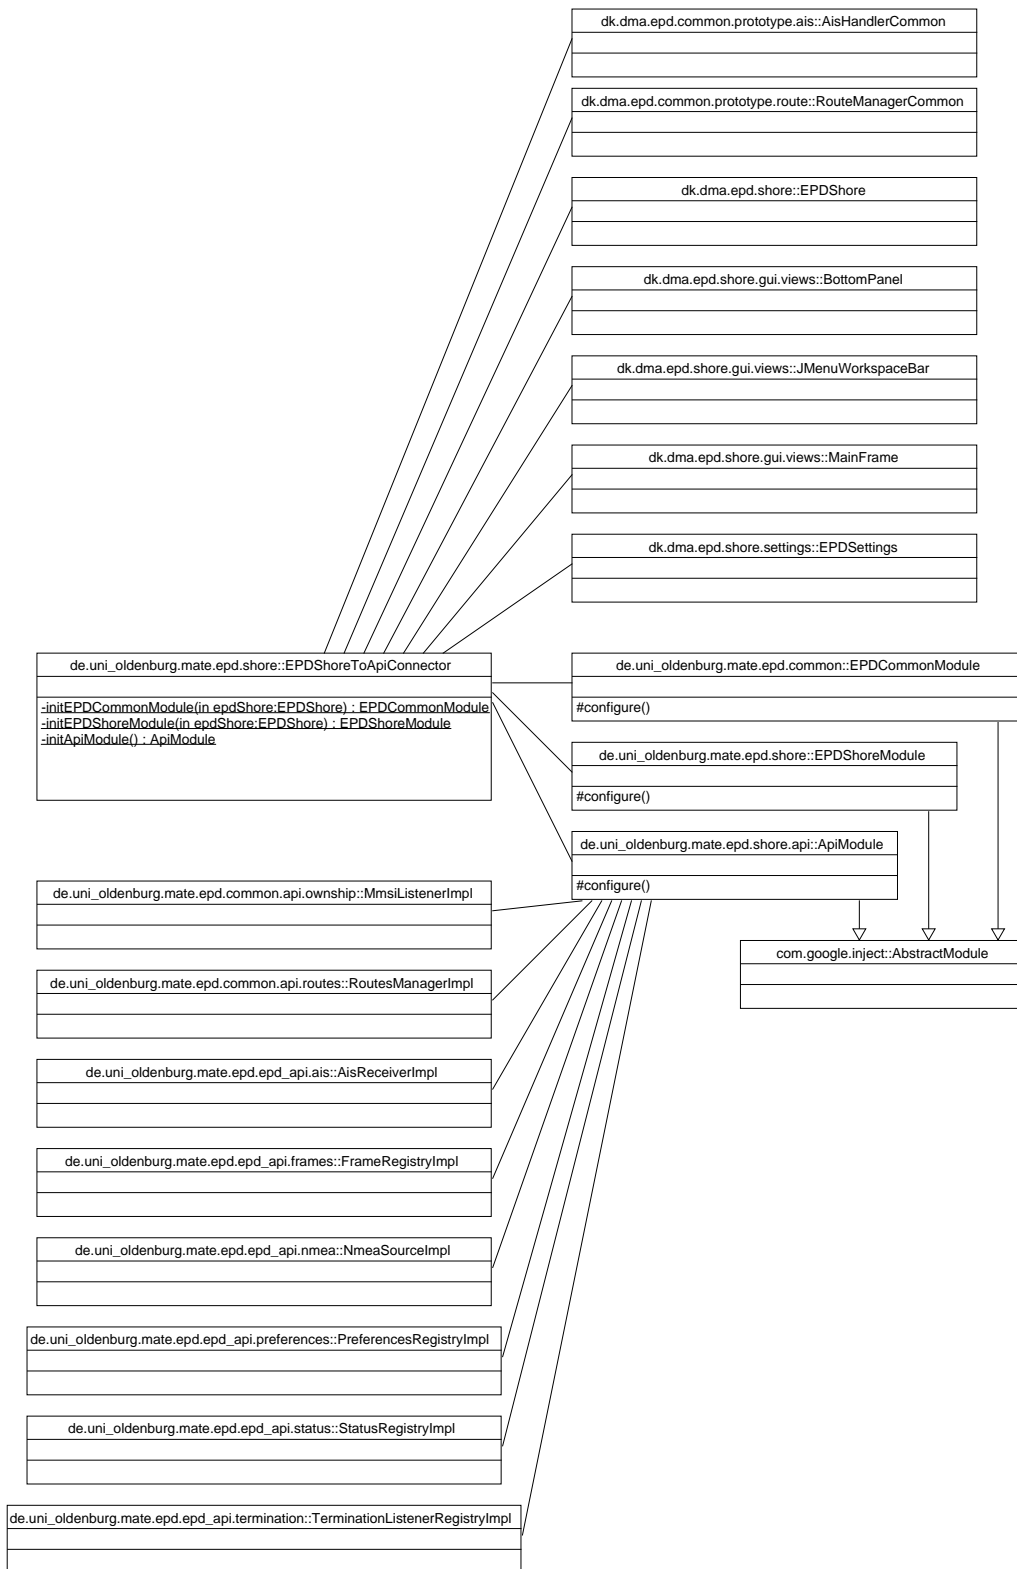 dk.dma.epd.common.prototype.ais::AisHandlerCommon
dk.dma.epd.common.prototype.route::RouteManagerCommon
dk.dma.epd.shore::EPDShore
dk.dma.epd.shore.gui.views::BottomPanel
dk.dma.epd.shore.gui.views::JMenuWorkspaceBar
dk.dma.epd.shore.gui.views::MainFrame
dk.dma.epd.shore.settings::EPDSettings
de.uni_oldenburg.mate.epd.shore::EPDShoreToApiConnector
-initEPDCommonModule(in epdShore:EPDShore) : EPDCommonModule
-initEPDShoreModule(in epdShore:EPDShore) : EPDShoreModule
-initApiModule() : ApiModule
de.uni_oldenburg.mate.epd.common::EPDCommonModule
#configure()
de.uni_oldenburg.mate.epd.shore::EPDShoreModule
#configure()
de.uni_oldenburg.mate.epd.shore.api::ApiModule
#configure()
com.google.inject::AbstractModule
de.uni_oldenburg.mate.epd.common.api.ownship::MmsiListenerImpl
de.uni_oldenburg.mate.epd.common.api.routes::RoutesManagerImpl
de.uni_oldenburg.mate.epd.epd_api.ais::AisReceiverImpl
de.uni_oldenburg.mate.epd.epd_api.frames::FrameRegistryImpl
de.uni_oldenburg.mate.epd.epd_api.nmea::NmeaSourceImpl
de.uni_oldenburg.mate.epd.epd_api.preferences::PreferencesRegistryImpl
de.uni_oldenburg.mate.epd.epd_api.status::StatusRegistryImpl
de.uni_oldenburg.mate.epd.epd_api.termination::TerminationListenerRegistryImpl